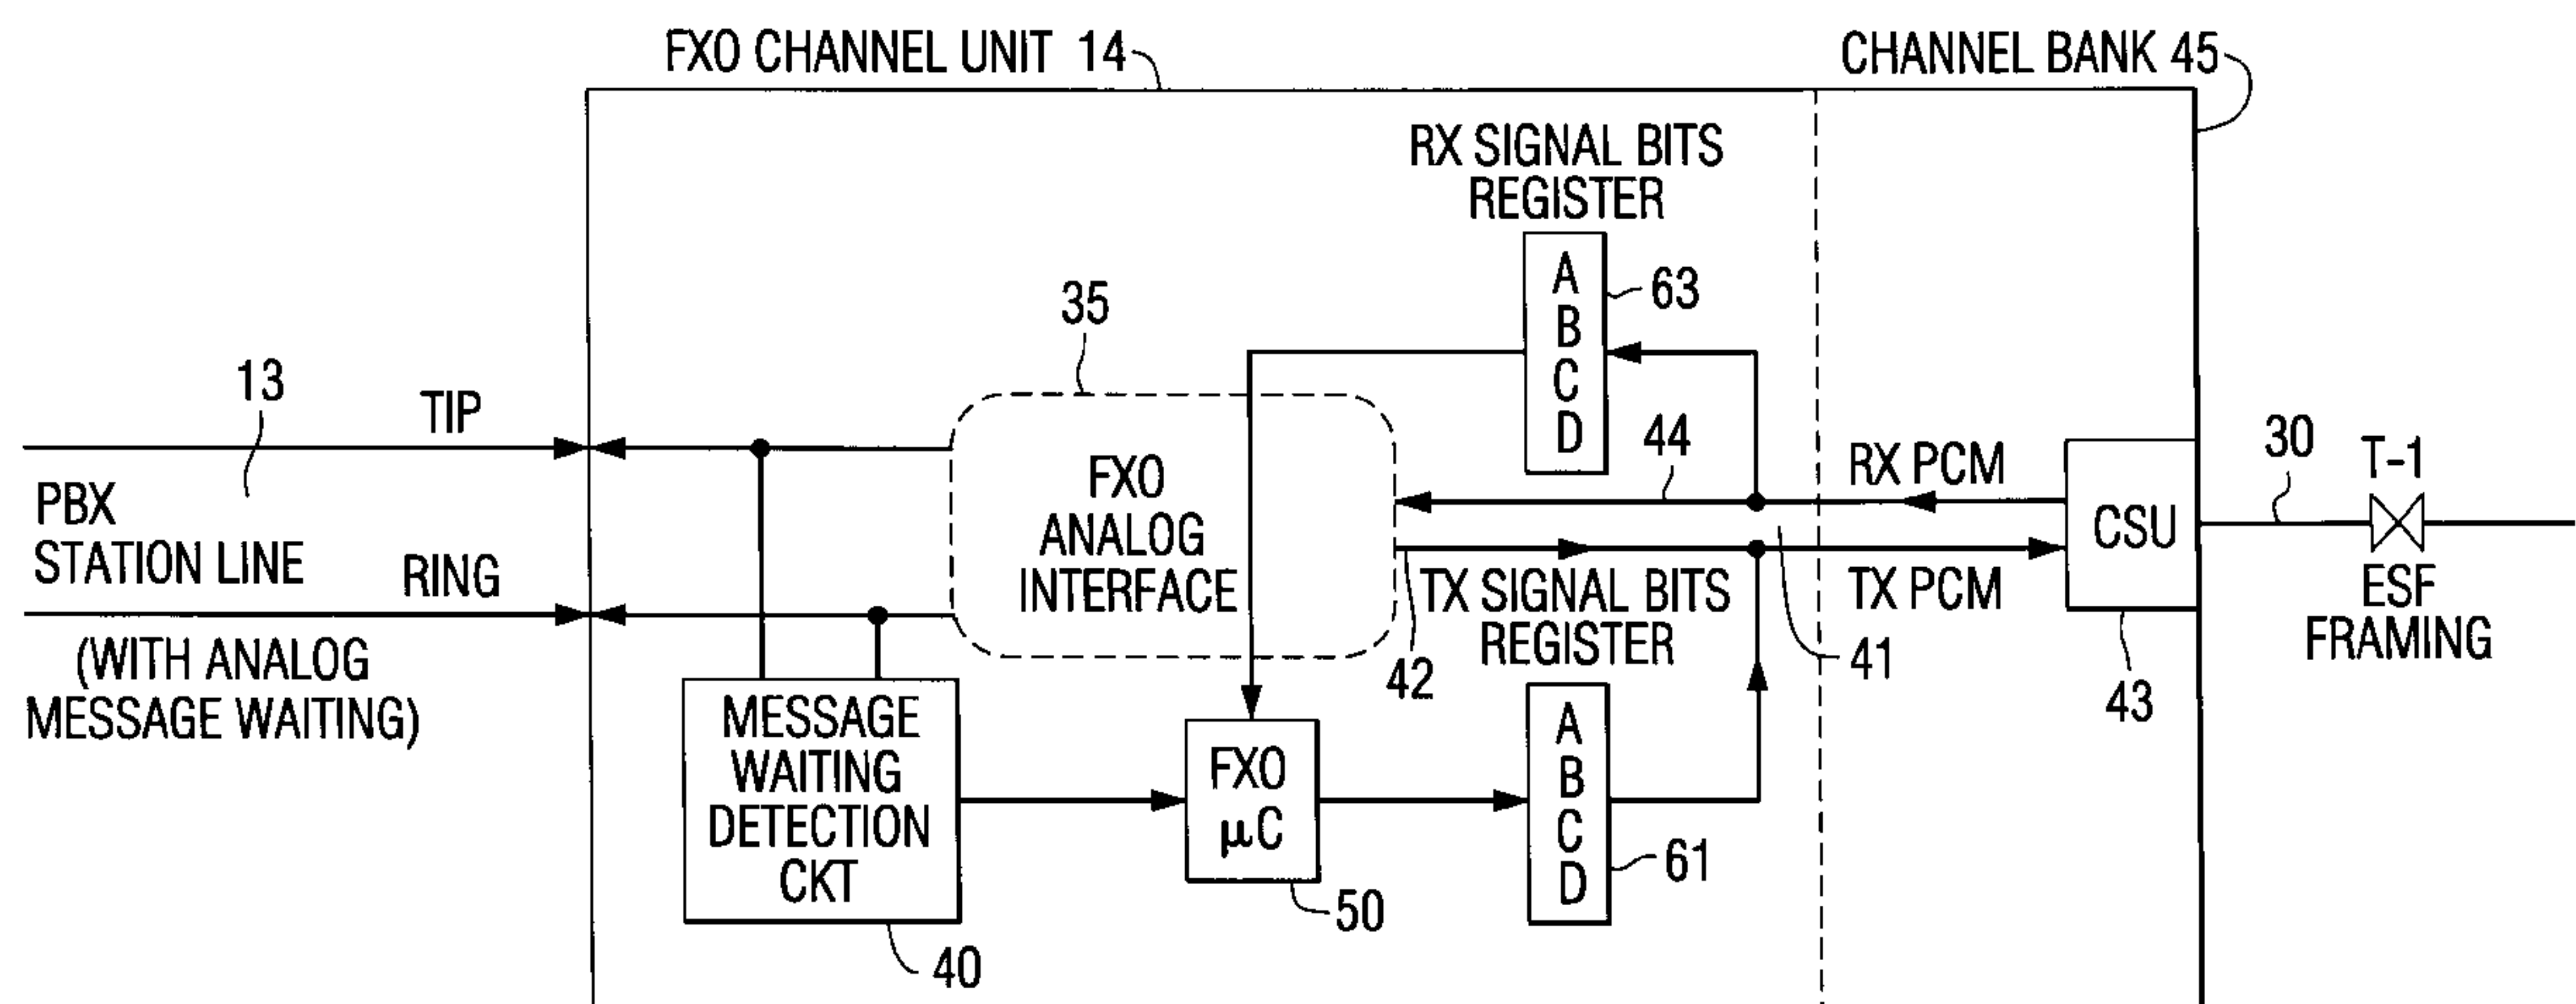 FXO CHANNEL UNIT 14
CHANNEL BANK 45
RX SIGNAL BITS
REGISTER
A
B
C
D
63
35
13
TIP
PBX
STATION LINE
RING
(WITH ANALOG
MESSAGE WAITING)
FXO
ANALOG
INTERFACE
44
RX PCM
CSU
30
T-1
ESF
FRAMING
TX SIGNAL BITS
REGISTER
TX PCM
42
41
43
MESSAGE
WAITING
DETECTION
CKT
40
FXO
μC
50
A
B
C
D
61